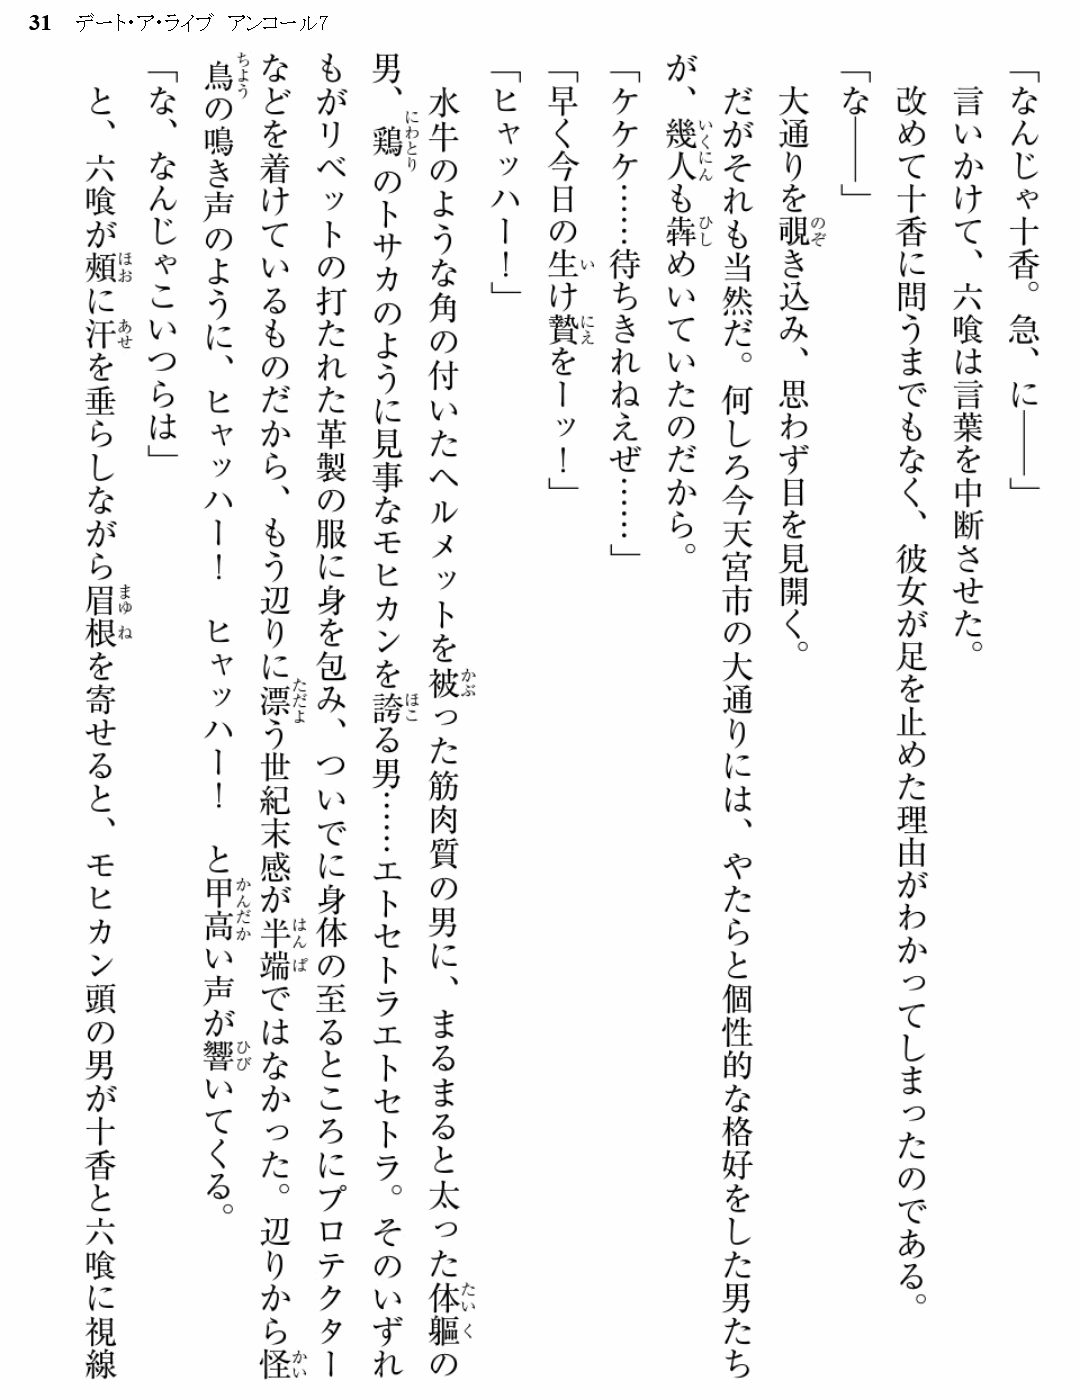 31 デート・ア・ライブ アンコール7
「なんじゃ十香。急、に――」
言いかけて、六喰は言葉を中断させた。
改めて十香に問うまでもなく、彼女が足を止めた理由がわかってしまったのである。
「な――」
大通りを覗き込み、思わず目を見開く。
だがそれも当然だ。何しろ今天宮市の大通りには、やたらと個性的な格好をした男たち
が、幾人も犇めいていたのだから。
「ケケケ……待ちきれねえぜ……」
「早く今日の生け贄をーッ！」
「ヒャッハー！」
水牛のような角の付いたヘルメットを被った筋肉質の男に、まるまると太った体軀の
男、鶏のトサカのように見事なモヒカンを誇る男……エトセトラエトセトラ。そのいずれ
もがリベットの打たれた革製の服に身を包み、ついでに身体の至るところにプロテクター
などを着けているものだから、もう辺りに漂う世紀末感が半端ではなかった。辺りから怪
鳥の鳴き声のように、ヒャッハー！　ヒャッハー！　と甲高い声が響いてくる。
「な、なんじゃこいつらは」
と、六喰が頰に汗を垂らしながら眉根を寄せると、モヒカン頭の男が十香と六喰に視線